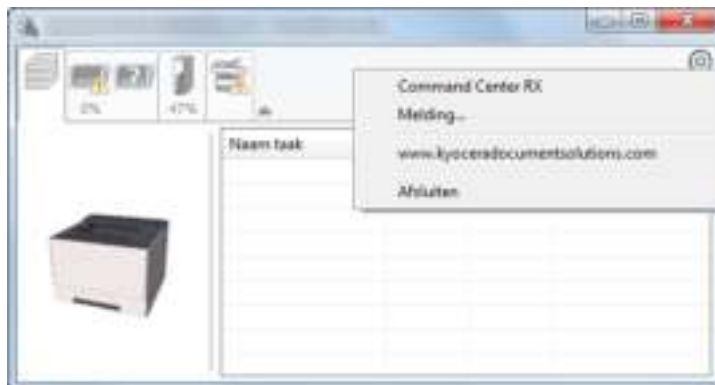 0%
47%
Naam taak
Command Center RX
Melding...
www.kyoceradocumentsolutions.com
Afsluiten